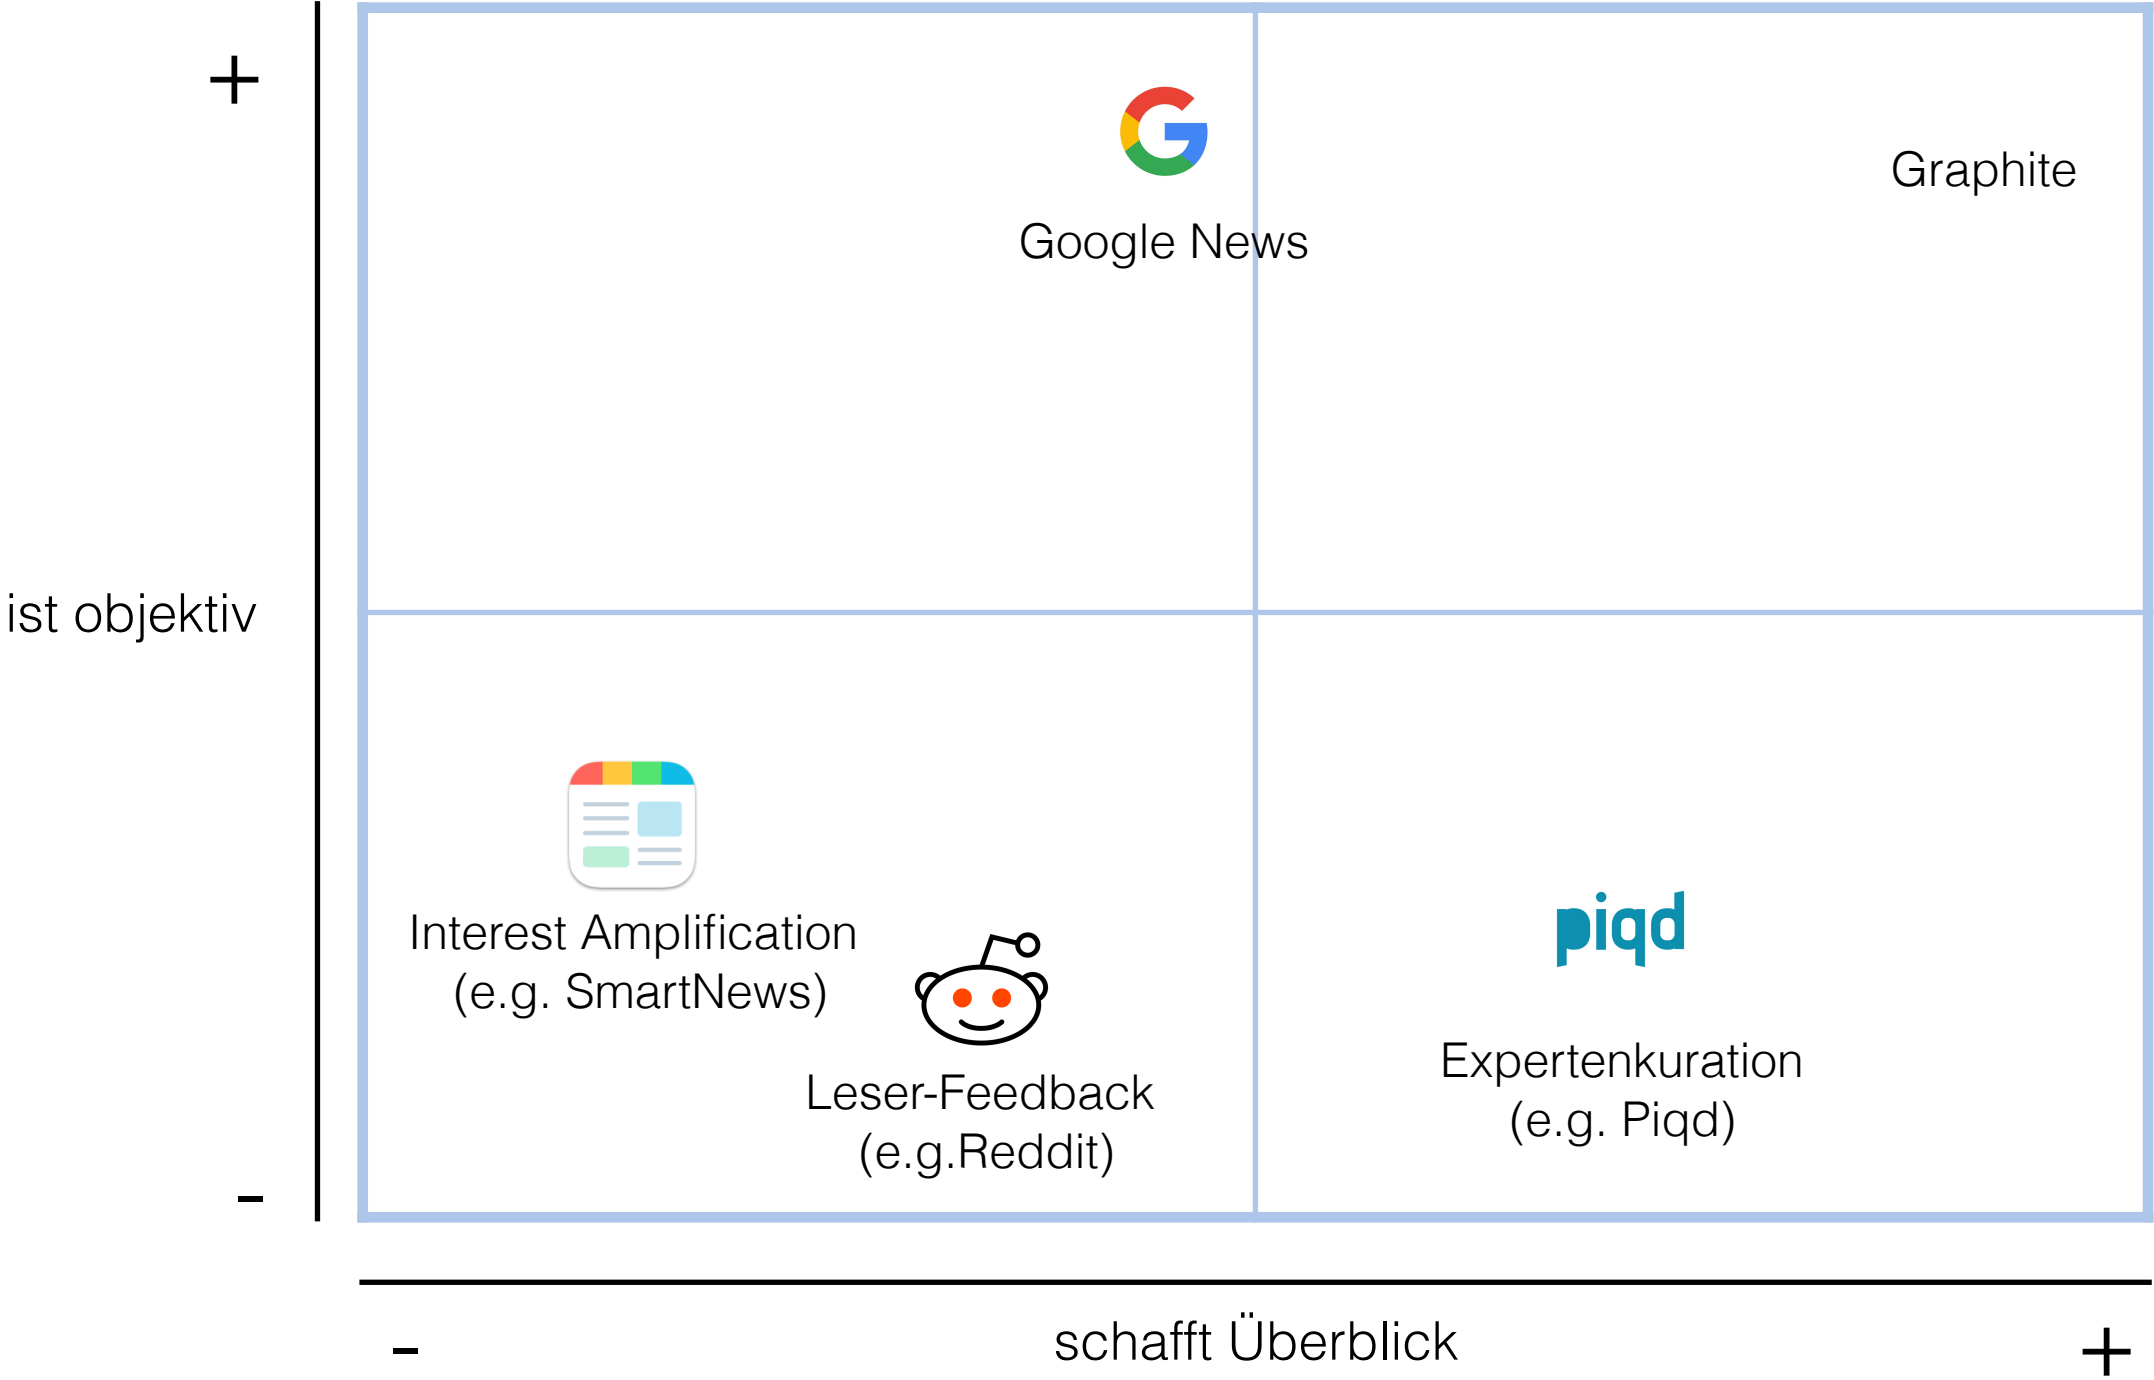 +
Graphite
Google News
ist objektiv
piqd
Interest Amplification
(e.g. SmartNews)
Leser-Feedback
(e.g.Reddit)
Expertenkuration
(e.g. Piqd)
-
-
schafft Überblick
+